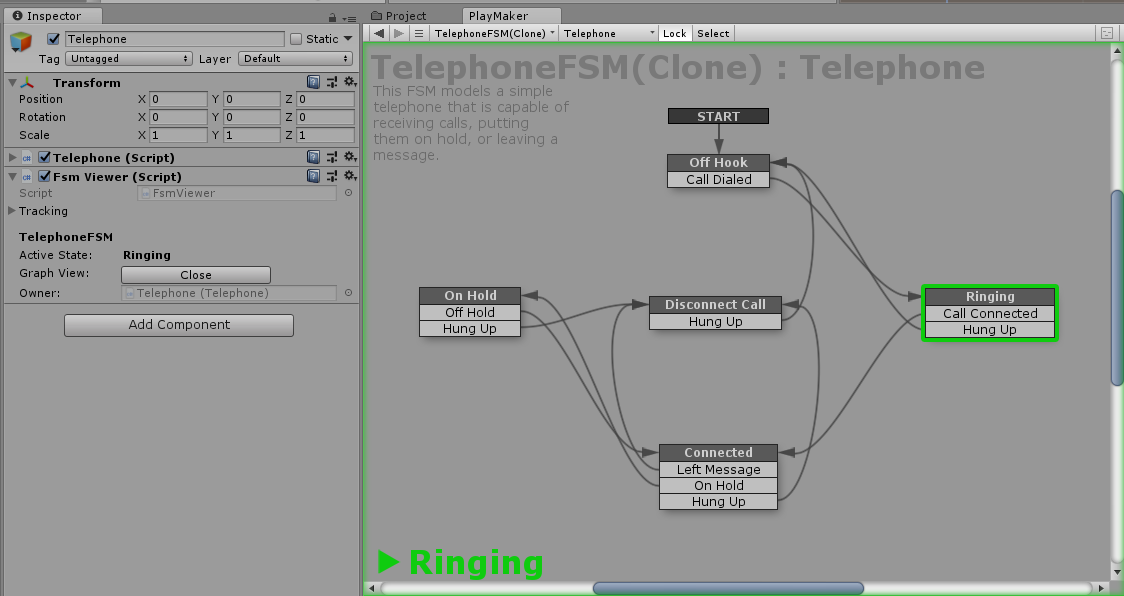 Inspector
Telephone
Static
Tag Untagged Layer Default
Transform
Position X 0 Y 0 Z 0
Rotation X 0 Y 0 Z 0
Scale X 1 Y 1 Z 1
Telephone (Script)
Fsm Viewer (Script)
Script FsmViewer
Tracking
TelephoneFSM
Active State: Ringing
Graph View: Close
Owner: Telephone (Telephone)
Add Component
Project PlayMaker
TelephoneFSM(Clone) Telephone Lock Select
TelephoneFSM(Clone) : Telephone
This FSM models a simple
telephone that is capable of
receiving calls, putting
them on hold, or leaving a
message.
START
Off Hook
Call Dialed
On Hold
Off Hold
Hung Up
Disconnect Call
Hung Up
Ringing
Call Connected
Hung Up
Connected
Left Message
On Hold
Hung Up
Ringing